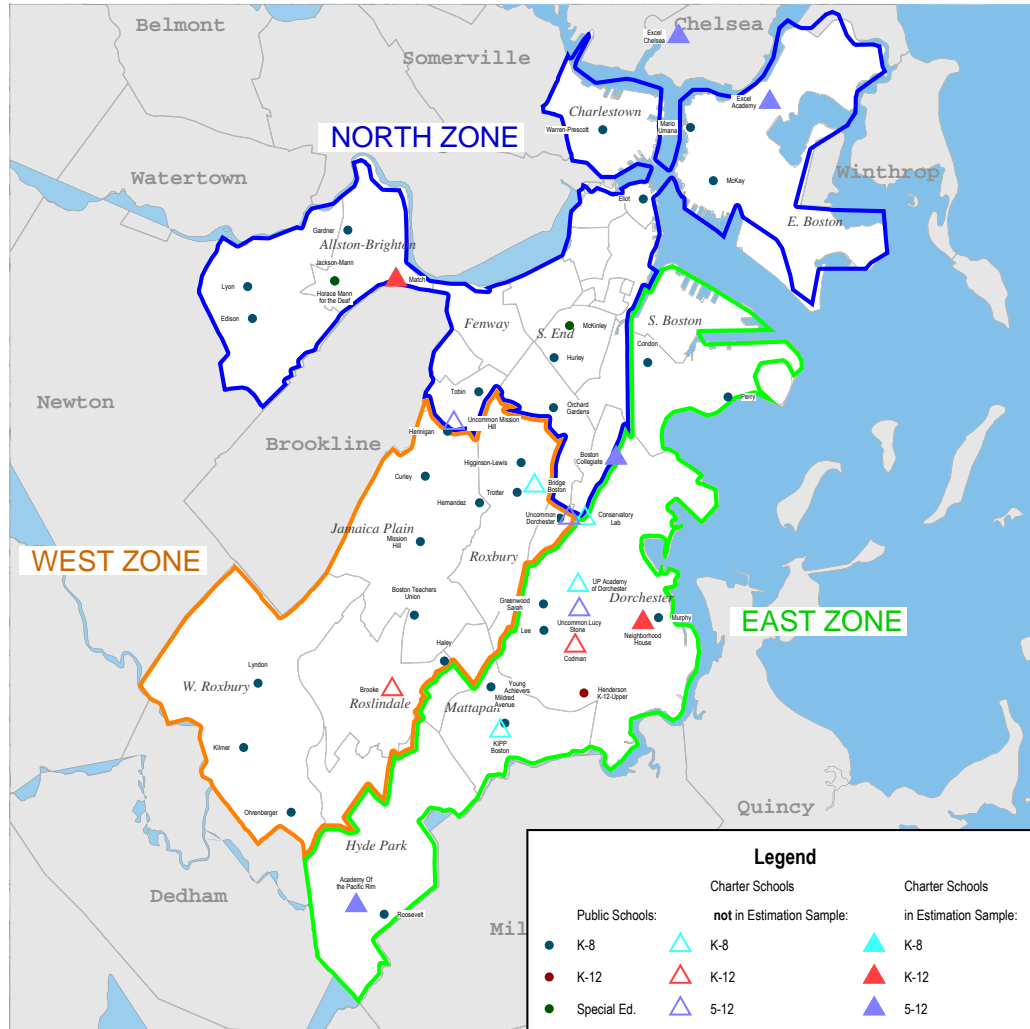 Belmont
Chelsea
Excel
Chelsea
Somerville
Excel
Academy
Charlestown
NORTH ZONE
Warren-Prescott
Mario
Umana
Watertown
Winthrop
McKay
Eliot
E. Boston
Gardner
Allston-Brighton
Jackson-Mann
Match
Lyon
Horace Mann
for the Deaf
Edison
Fenway
S. End
McKinley
S. Boston
Condon
Hurley
Newton
Tobin
Perry
Orchard
Gardens
Uncommon Mission
Hill
Hennigan
Brookline
Boston
Collegiate
Higginson-Lewis
Curley
Bridge
Boston
Trotter
Hernandez
Uncommon
Dorchester
Conservatory
Lab
Jamaica Plain
Mission
Hill
Roxbury
WEST ZONE
UP Academy
of Dorchester
Boston Teachers
Union
Dorchester
Greenwood
Sarah
Uncommon Lucy
Stone
Murphy
EAST ZONE
Lee
Neighborhood
House
Haley
Codman
Lyndon
W. Roxbury
Brooke
Roslindale
Young
Achievers
Mildred
Avenue
Henderson
K-12-Upper
Mattapan
Kilmer
KIPP
Boston
Quincy
Ohrenberger
Hyde Park
Dedham
Academy Of
the Pacific Rim
Roosevelt
Mil
Legend
Charter Schools
Charter Schools
Public Schools:
not in Estimation Sample:
in Estimation Sample:
K-8
K-8
K-8
K-12
K-12
K-12
Special Ed.
5-12
5-12